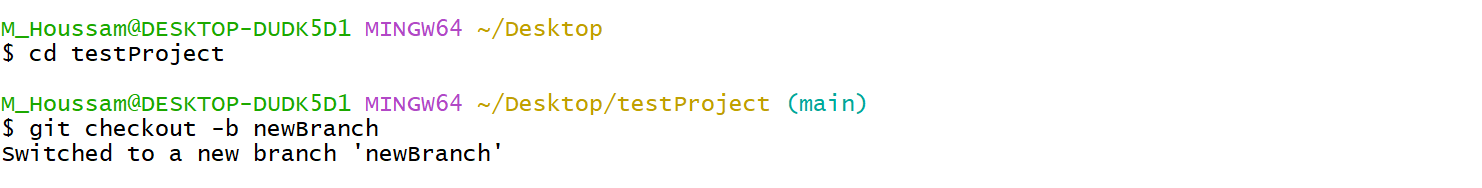 M_Houssam@DESKTOP-DUDK5D1 MINGW64 ~/Desktop
$ cd testProject
M_Houssam@DESKTOP-DUDK5D1 MINGW64 ~/Desktop/testProject (main)
$ git checkout -b newBranch
Switched to a new branch 'newBranch'